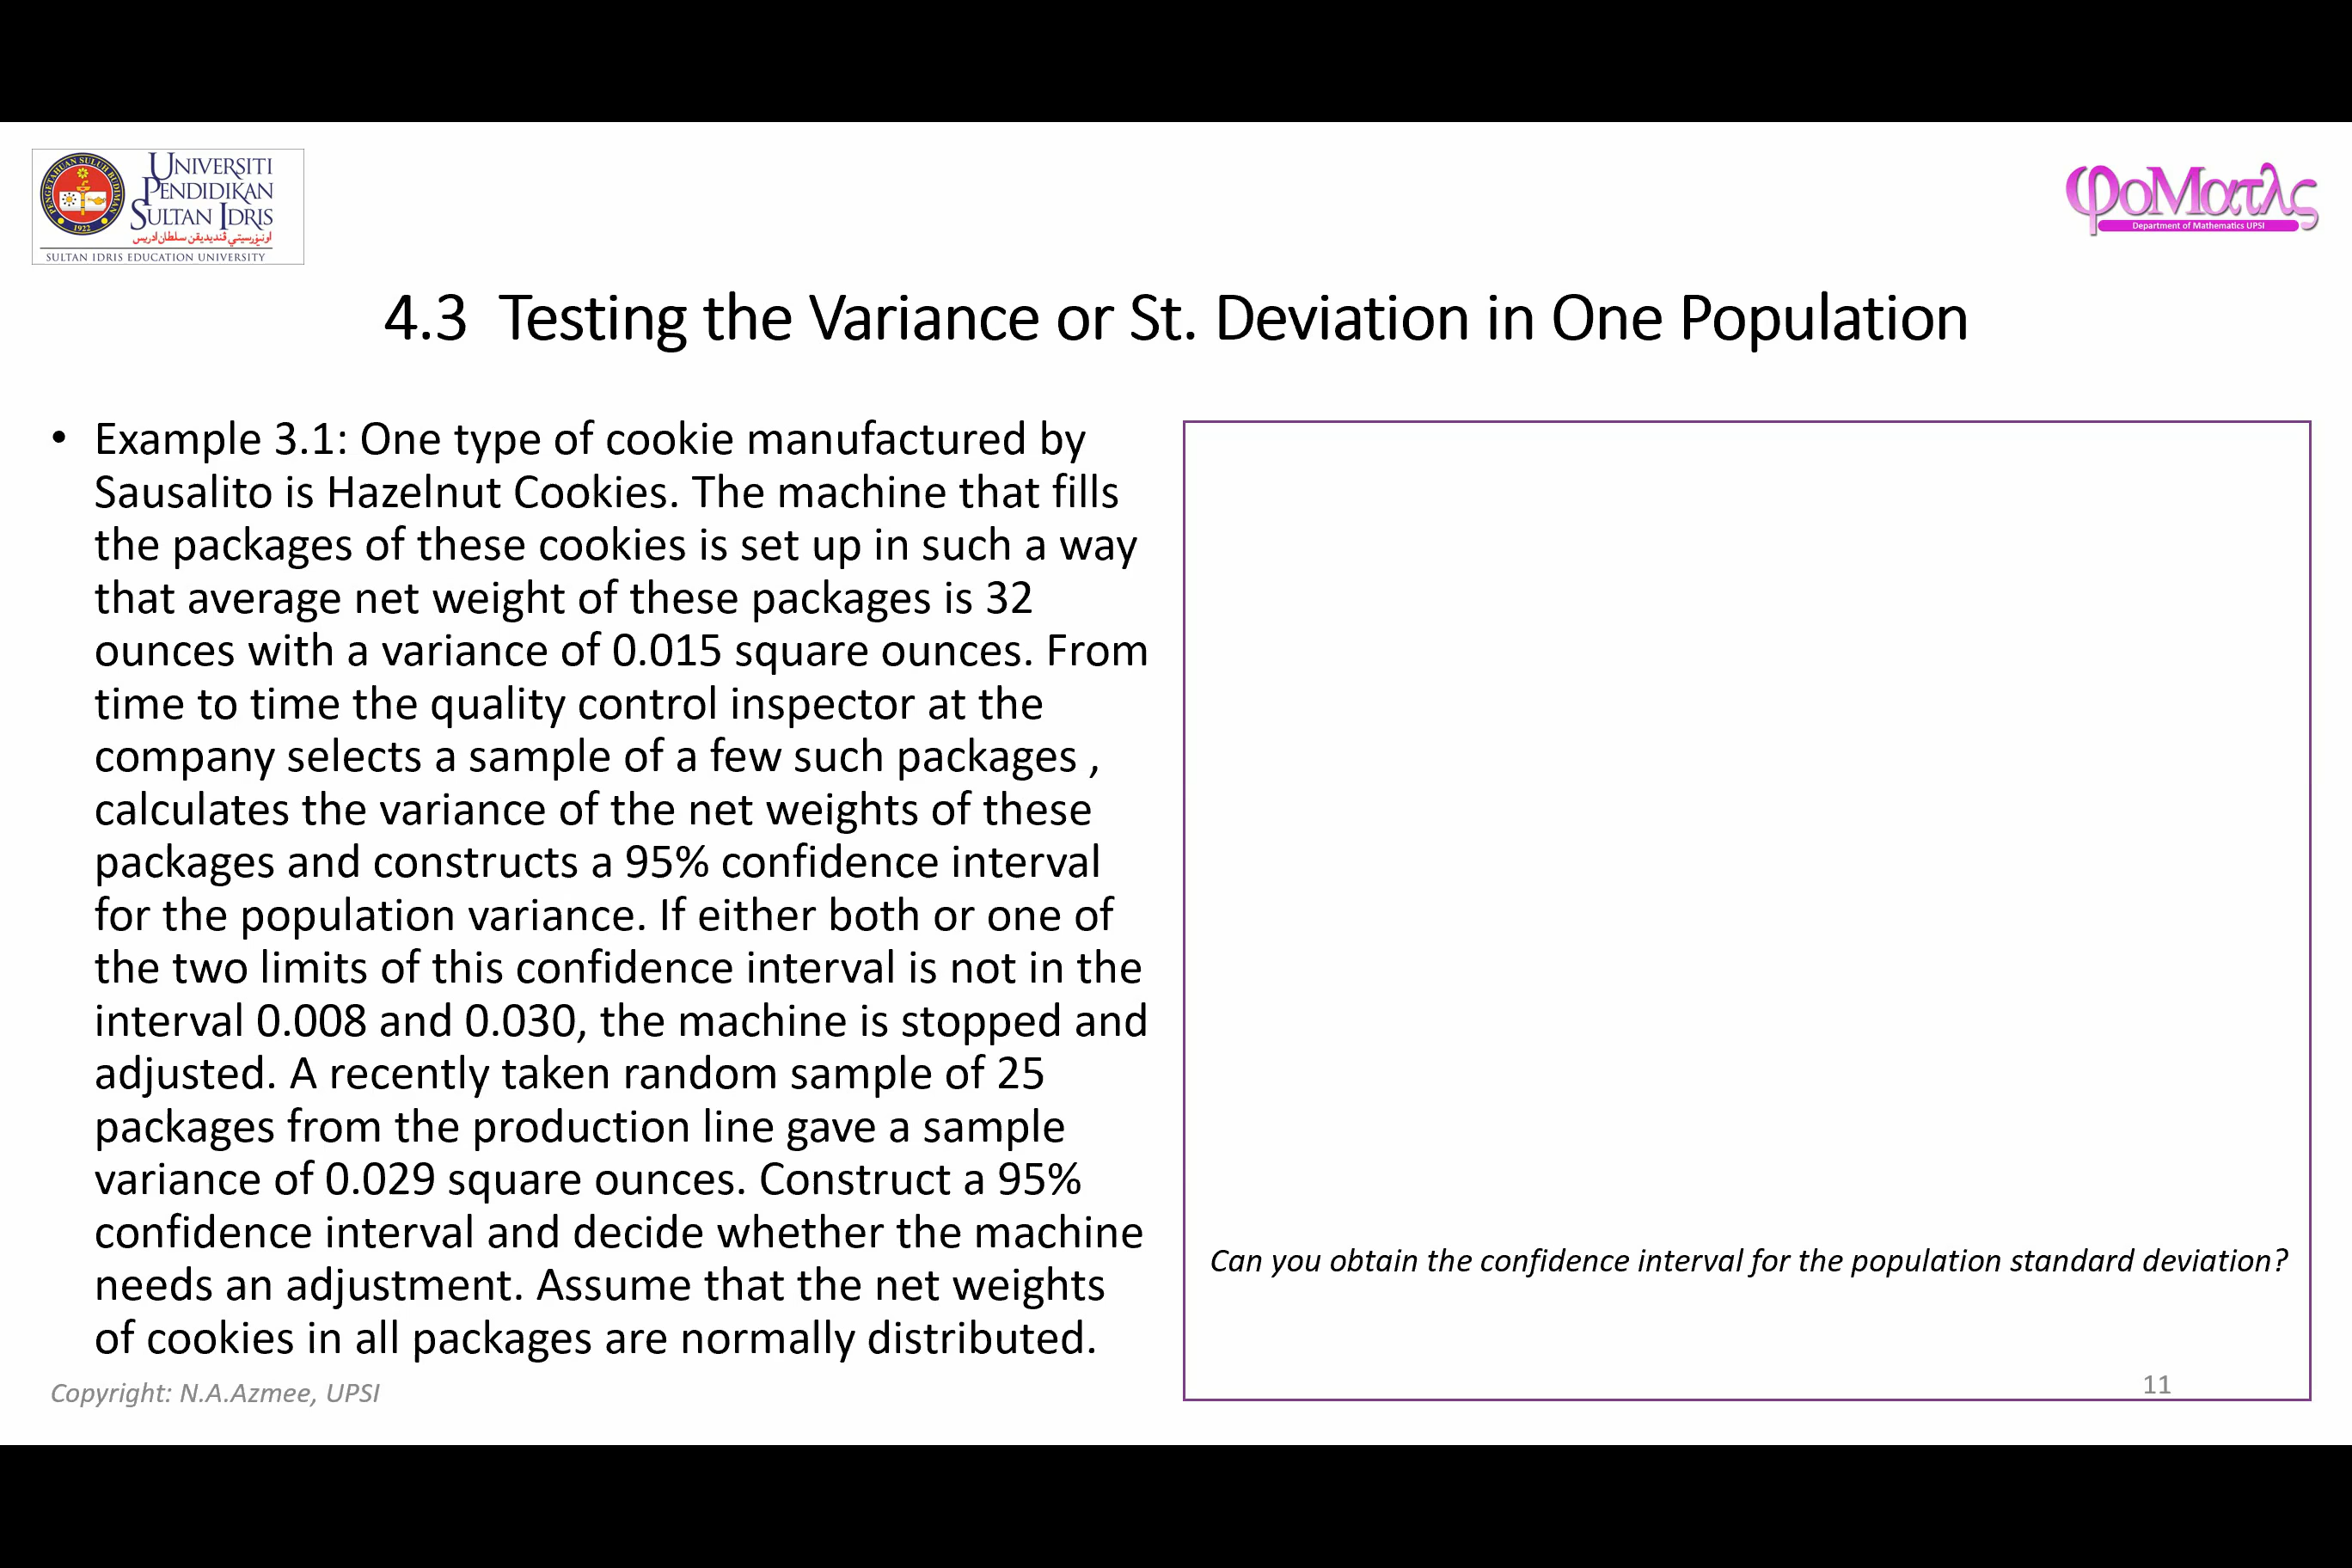 UNIVERSITI
PENDIDIKAN
SULTAN IDRIS
اونيۏرسيتي ڤنديديقن سلطان ادريس
SULTAN IDRIS EDUCATION UNIVERSITY
PENGETAHUAN SULUH BUDIMAN
1922
φοΜατλς
Department of Mathematics UPSI
4.3 Testing the Variance or St. Deviation in One Population
• Example 3.1: One type of cookie manufactured by
Sausalito is Hazelnut Cookies. The machine that fills
the packages of these cookies is set up in such a way
that average net weight of these packages is 32
ounces with a variance of 0.015 square ounces. From
time to time the quality control inspector at the
company selects a sample of a few such packages ,
calculates the variance of the net weights of these
packages and constructs a 95% confidence interval
for the population variance. If either both or one of
the two limits of this confidence interval is not in the
interval 0.008 and 0.030, the machine is stopped and
adjusted. A recently taken random sample of 25
packages from the production line gave a sample
variance of 0.029 square ounces. Construct a 95%
confidence interval and decide whether the machine
needs an adjustment. Assume that the net weights
of cookies in all packages are normally distributed.
Can you obtain the confidence interval for the population standard deviation?
Copyright: N.A.Azmee, UPSI
11